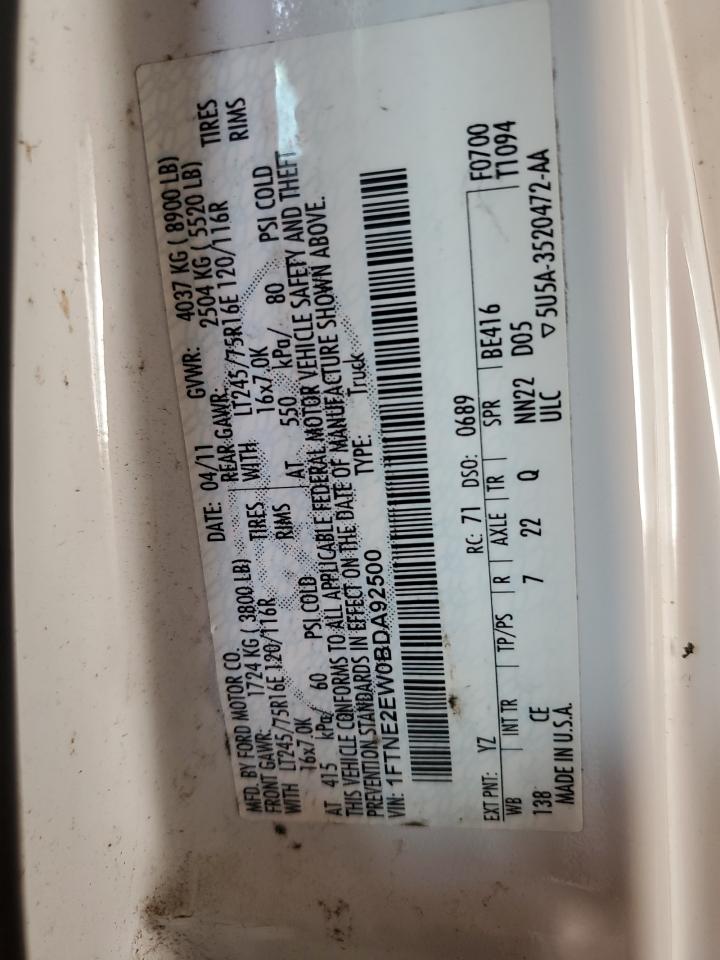 MFD. BY FORD MOTOR CO. DATE: 04/11 GVWR: 4037 KG ( 8900 LB)
FRONT GAWR: 1724 KG ( 3800 LB) REAR GAWR: 2504 KG ( 5520 LB)
WITH LT245/75R16E 120/116R TIRES WITH LT245/75R16E 120/116R TIRES
16x7.0K RIMS 16x7.0K RIMS
AT 415 kPa/ 60 PSI COLD AT 550 kPa/ 80 PSI COLD
THIS VEHICLE CONFORMS TO ALL APPLICABLE FEDERAL MOTOR VEHICLE SAFETY AND THEFT
PREVENTION STANDARDS IN EFFECT ON THE DATE OF MANUFACTURE SHOWN ABOVE.
VIN: 1FTNE2EW0BDA92500 TYPE: Truck
EXT PNT: YZ RC: 71 DSO: 0689 F0700
WB INT TR TP/PS R AXLE TR SPR BE416 T1094
138 CE 7 22 Q NN22 D05
MADE IN U.S.A. ULC ▽5U5A-3520472-AA